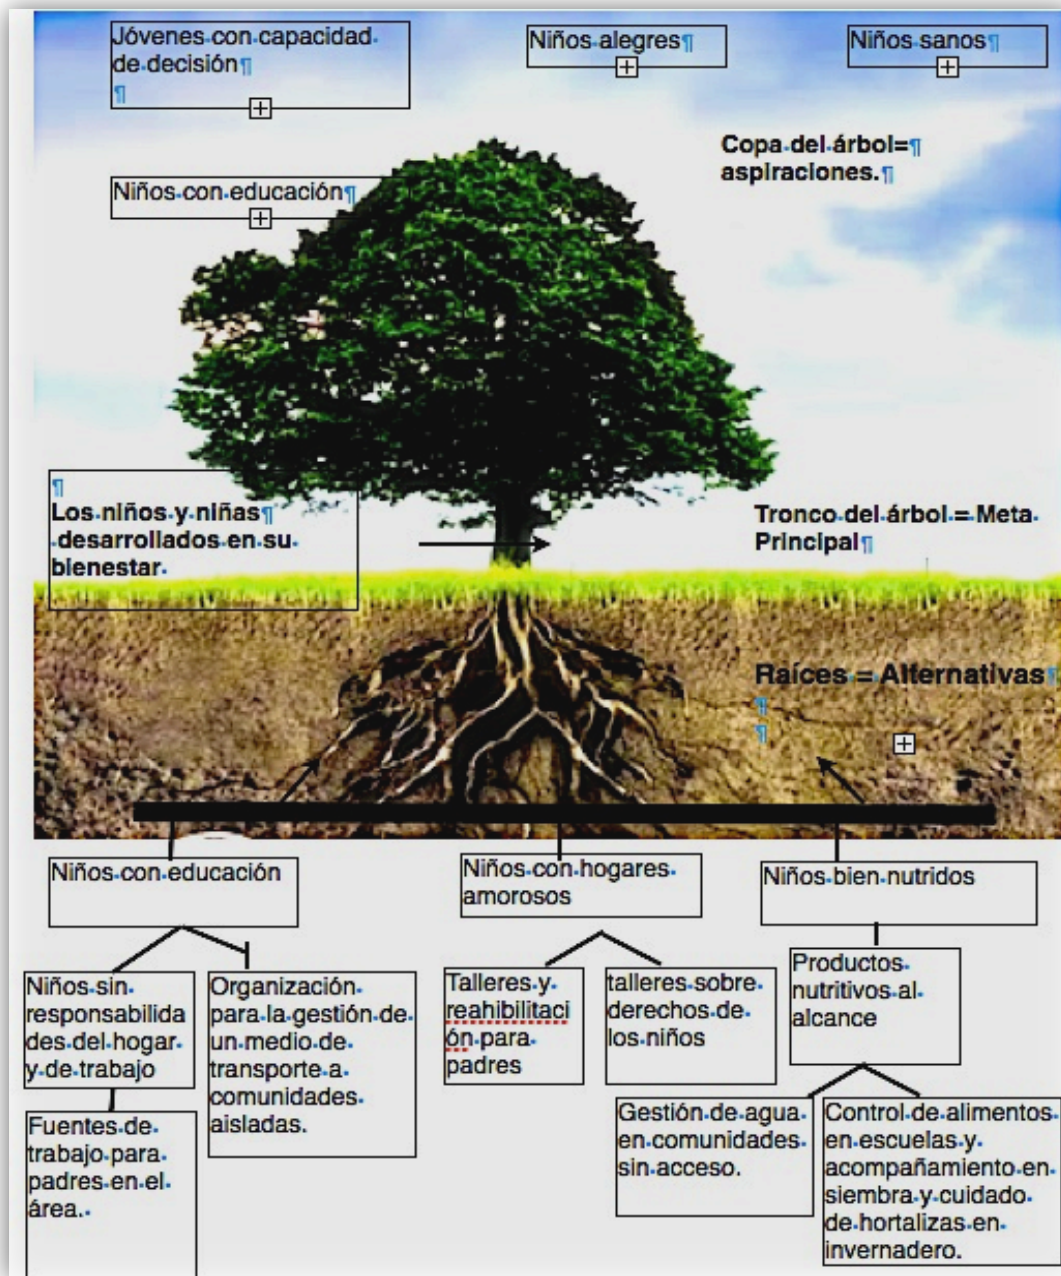 Jóvenes con capacidad
de decisión
Niños alegres
Niños sanos
Copa del árbol=
aspiraciones.
Niños con educación
Los niños y niñas
desarrollados en su
bienestar.
Tronco del árbol = Meta
Principal
Raíces = Alternativas
Niños con educación
Niños con hogares
amorosos
Niños bien nutridos
Niños sin
responsabilida
des del hogar
y de trabajo
Organización
para la gestión de
un medio de
transporte a
comunidades
aisladas.
Talleres y
reahibilitaci
ón para
padres
talleres sobre
derechos de
los niños
Productos
nutritivos al
alcance
Fuentes de
trabajo para
padres en el
área.
Gestión de agua
en comunidades
sin acceso.
Control de alimentos
en escuelas y
acompañamiento en
siembra y cuidado
de hortalizas en
invernadero.